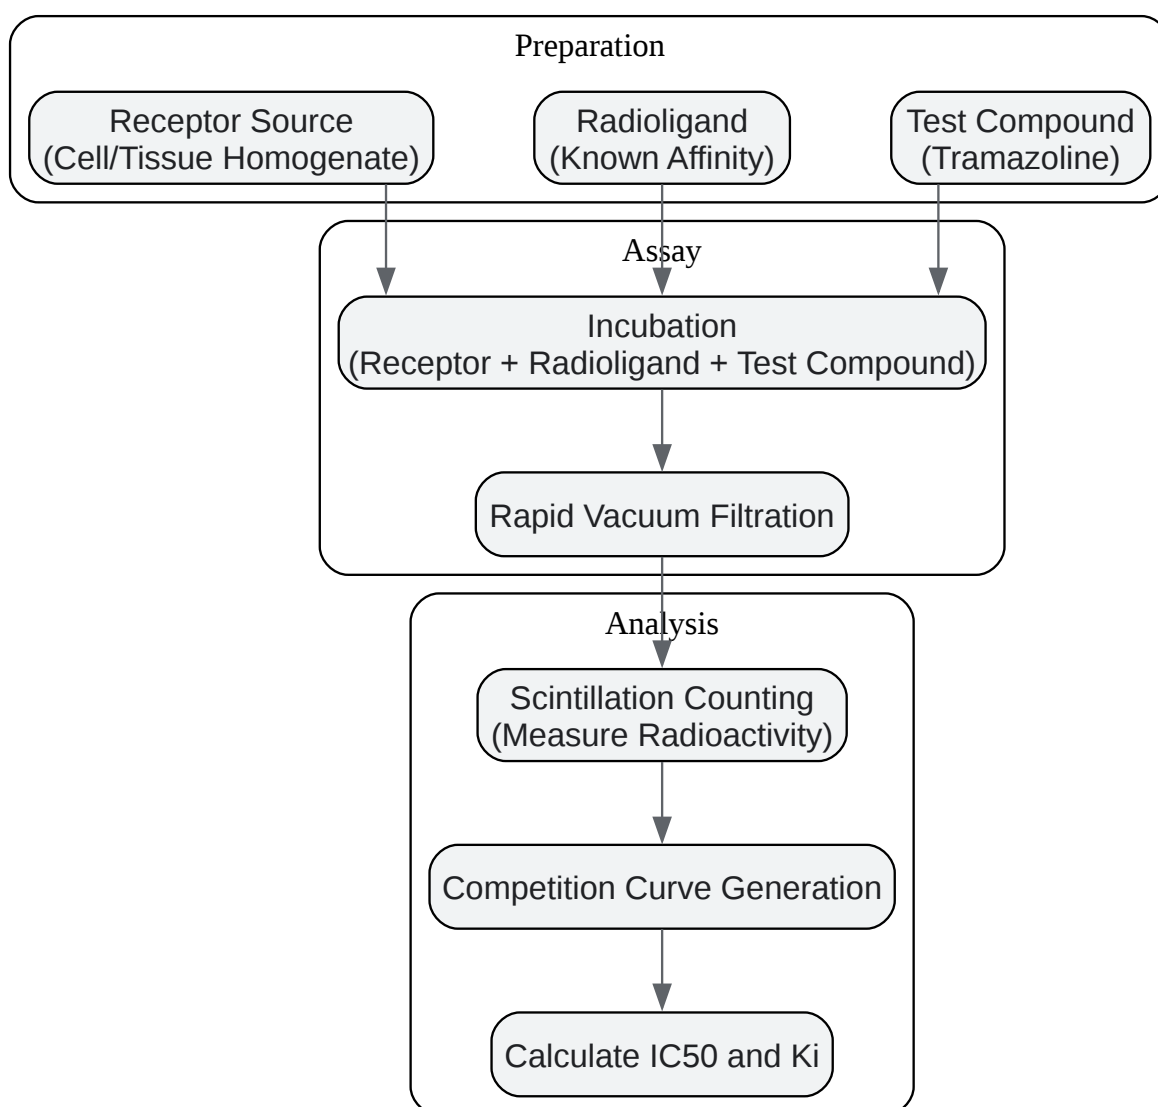 Preparation
Receptor Source
(Cell/Tissue Homogenate)
Radioligand
(Known Affinity)
Test Compound
(Tramazoline)
Assay
Incubation
(Receptor + Radioligand + Test Compound)
Rapid Vacuum Filtration
Analysis
Scintillation Counting
(Measure Radioactivity)
Competition Curve Generation
Calculate IC50 and Ki